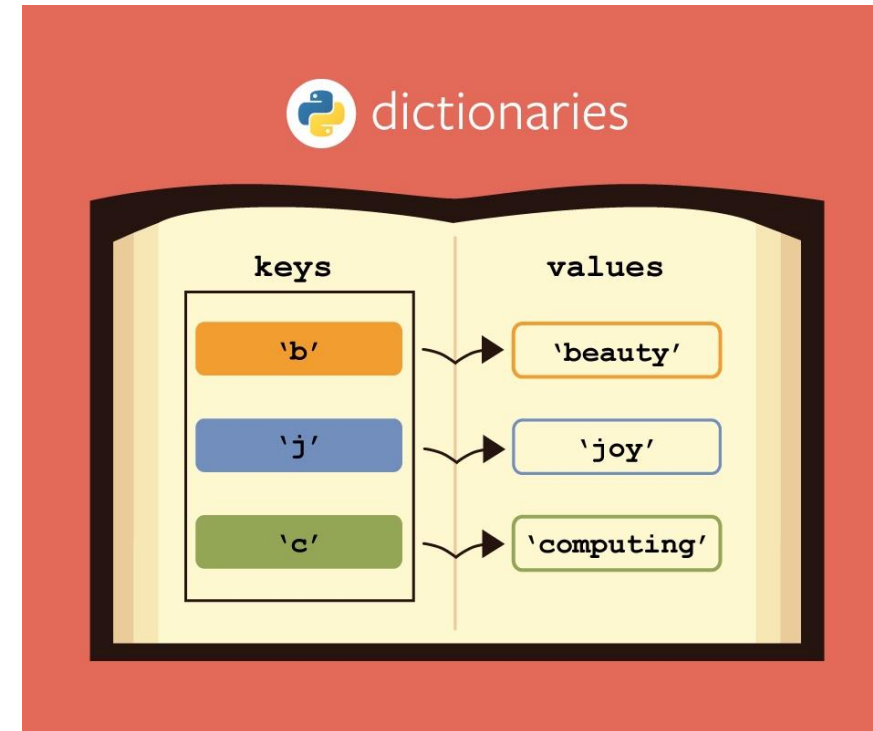 dictionaries
keys values
‘b’ ‘beauty’
‘j’ ‘joy’
‘c’ ‘computing’